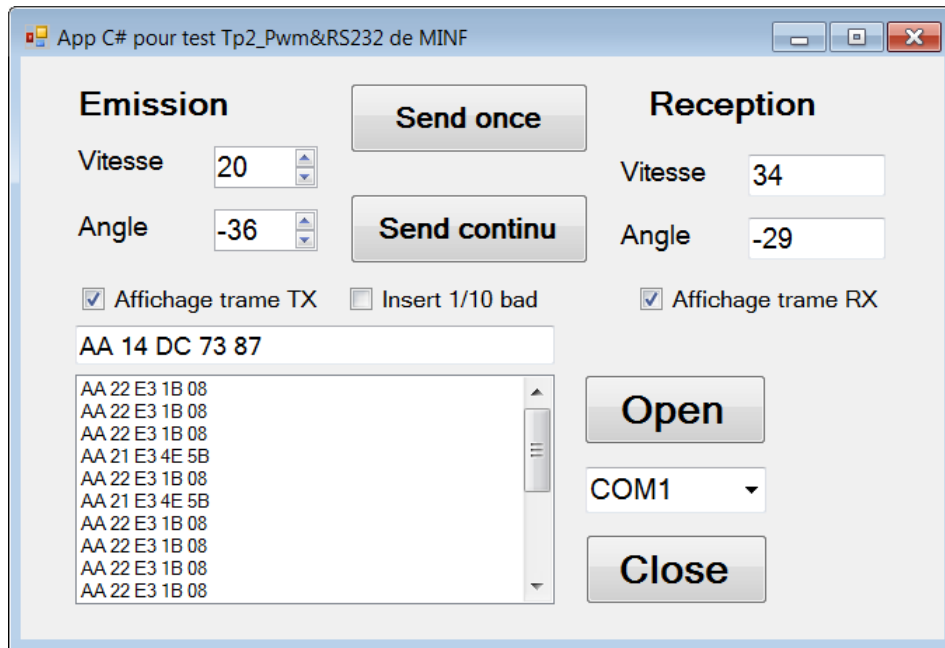 App C# pour test Tp2_Pwm&RS232 de MINF
Emission
Send once
Reception
Vitesse
20
Vitesse
34
Angle
-36
Send continu
Angle
-29
Affichage trame TX
Insert 1/10 bad
Affichage trame RX
AA 14 DC 73 87
AA 22 E3 1B 08
AA 22 E3 1B 08
AA 22 E3 1B 08
AA 21 E3 4E 5B
AA 22 E3 1B 08
AA 21 E3 4E 5B
AA 22 E3 1B 08
AA 22 E3 1B 08
AA 22 E3 1B 08
AA 22 E3 1B 08
Open
COM1
Close